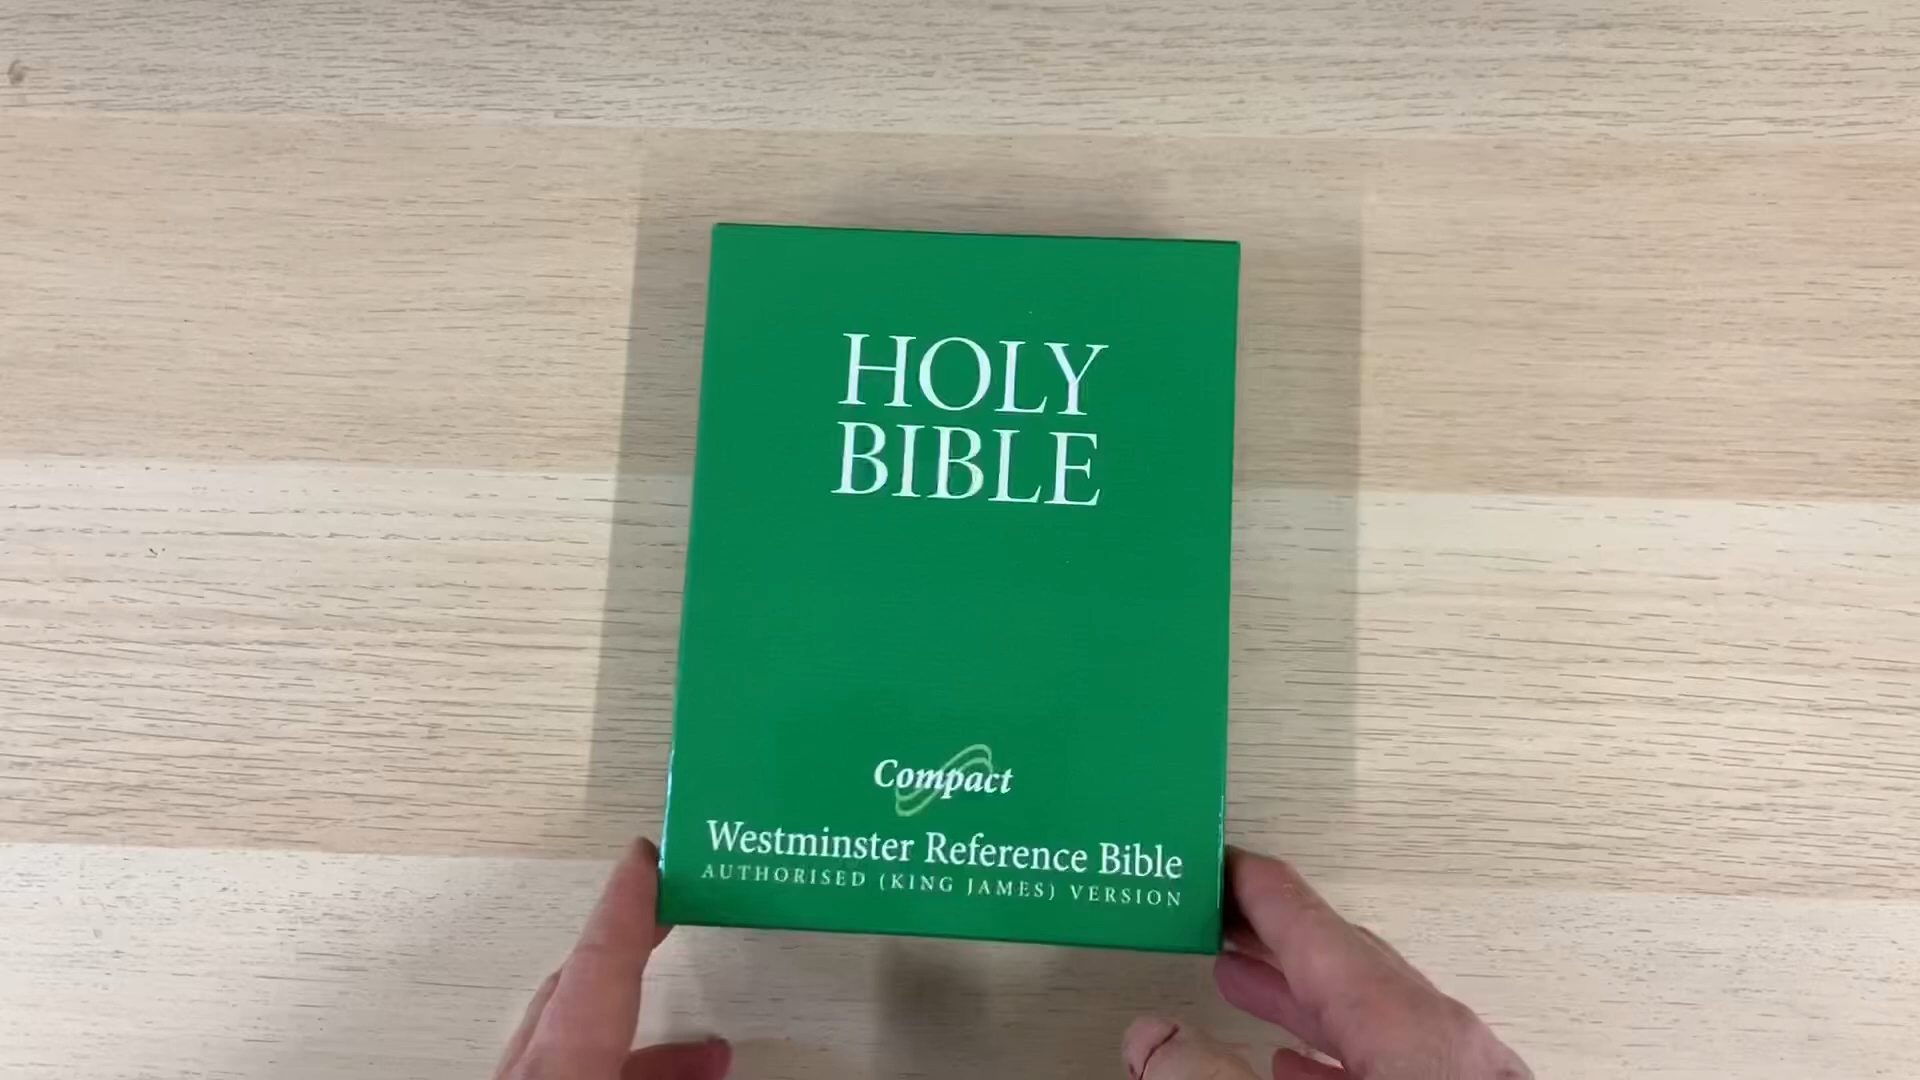 HOLY
BIBLE
Compact
Westminster Reference Bible
AUTHORISED (KING JAMES) VERSION